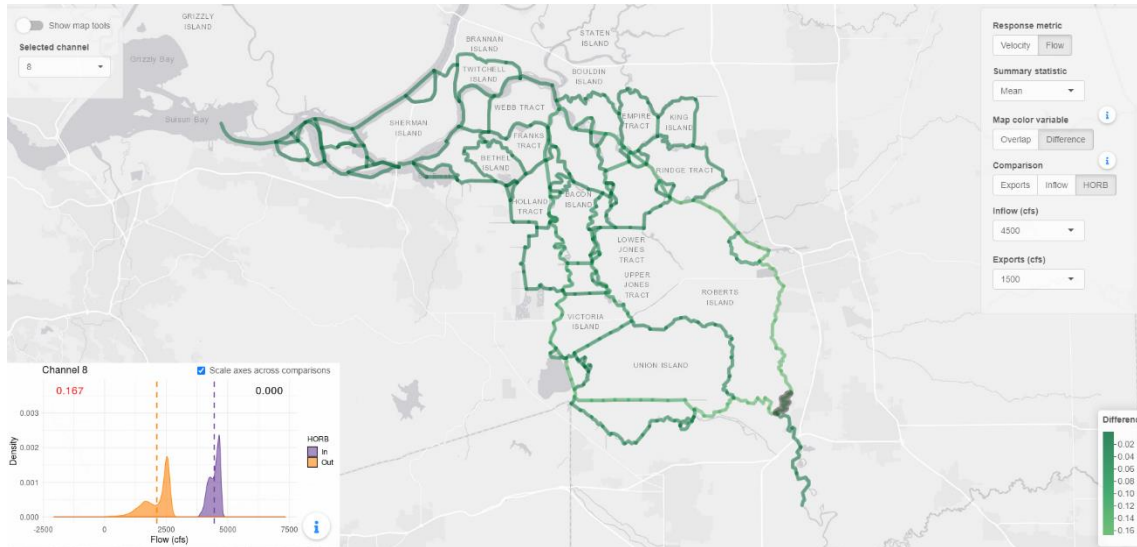 Show map tools
Selected channel
8
GRIZZLY
ISLAND
Grizzly Bay
Suisun Bay
BRANNAN
ISLAND
STATEN
ISLAND
TWITCHELL
ISLAND
BOULDIN
ISLAND
WEBB TRACT
SHERMAN
ISLAND
EMPIRE
TRACT
KING
ISLAND
FRANKS
TRACT
BETHEL
ISLAND
RINDGE TRACT
HOLLAND
TRACT
BACON
ISLAND
LOWER
JONES
TRACT
UPPER
JONES
TRACT
ROBERTS
ISLAND
VICTORIA
ISLAND
UNION ISLAND
Response metric
Velocity Flow
Summary statistic
Mean
Map color variable
Overlap Difference
Comparison
Exports Inflow HORB
Inflow (cfs)
4500
Exports (cfs)
1500
Channel 8
Scale axes across comparisons
0.167 0.000
0.003
0.002
0.001
0.000
Density
-2500 0 2500 5000 7500
Flow (cfs)
HORB
In
Out
Differenc
0.02
0.04
0.06
0.08
0.10
0.12
0.14
0.16